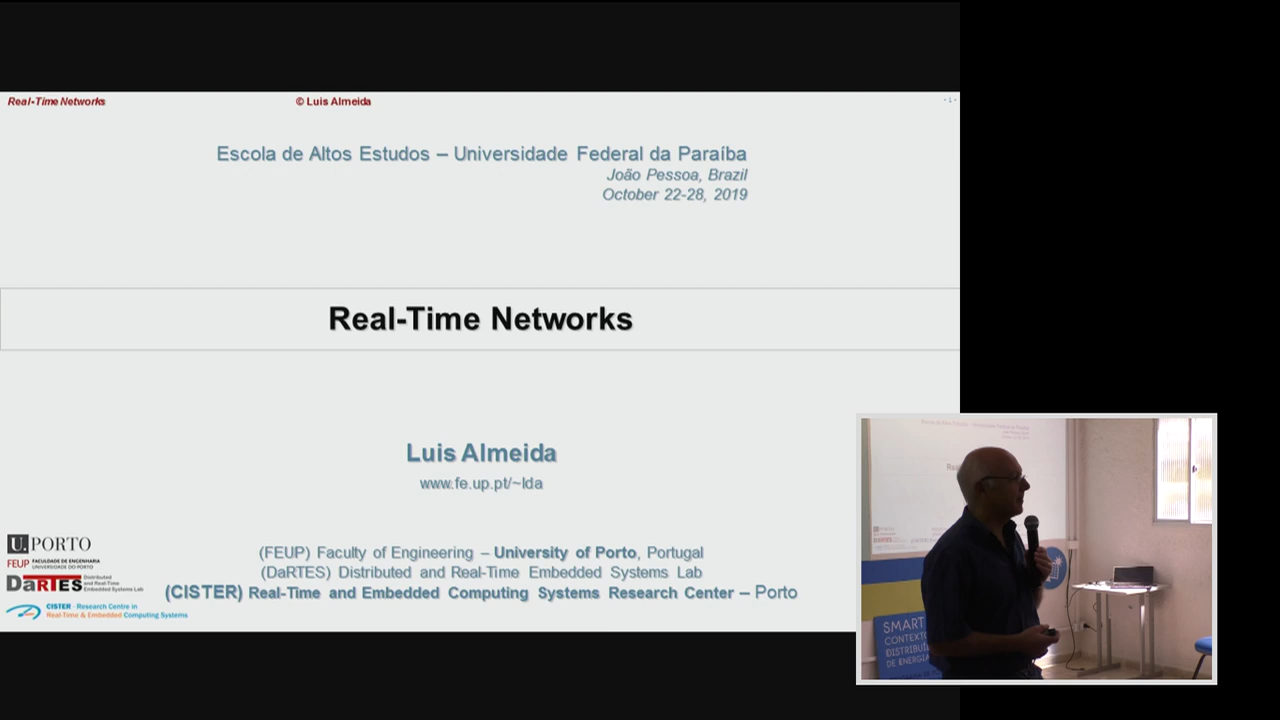 Real-Time Networks
© Luis Almeida
- 1 -
Escola de Altos Estudos – Universidade Federal da Paraíba
João Pessoa, Brazil
October 22-28, 2019
Real-Time Networks
Luis Almeida
www.fe.up.pt/~lda
U. PORTO
FEUP FACULDADE DE ENGENHARIA
UNIVERSIDADE DO PORTO
DaRTES Distributed
and Real-Time
Embedded Systems Lab
CISTER - Research Centre in
Real-Time & Embedded Computing Systems
(FEUP) Faculty of Engineering – University of Porto, Portugal
(DaRTES) Distributed and Real-Time Embedded Systems Lab
(CISTER) Real-Time and Embedded Computing Systems Research Center – Porto
SMART
CONTEXTO
DISTRIBUÍ
DE ENERGIA